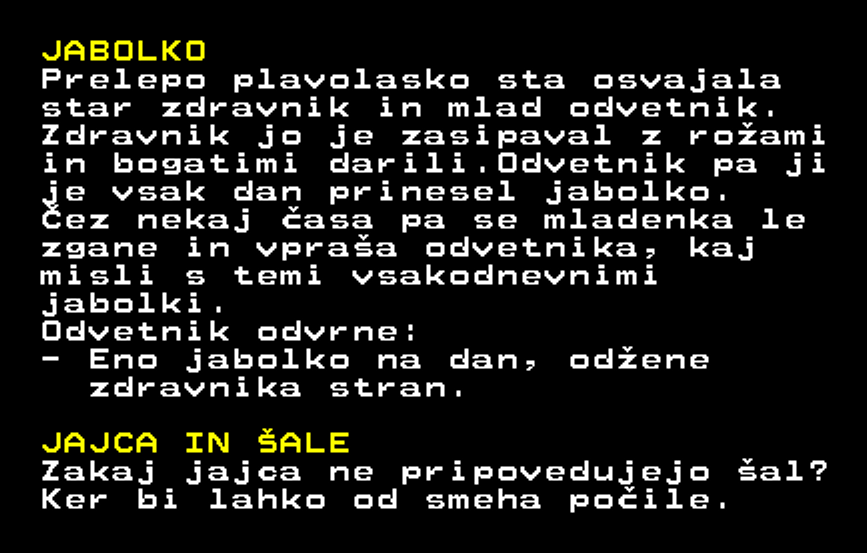 JABOLKO
Prelepo plavolasko sta osvajala
star zdravnik in mlad odvetnik.
Zdravnik jo je zasipaval z rožami
in bogatimi darili.Odvetnik pa ji
je vsak dan prinesel jabolko.
Čez nekaj časa pa se mladenka le
zgane in vpraša odvetnika, kaj
misli s temi vsakodnevnimi
jabolki.
Odvetnik odvrne:
- Eno jabolko na dan, odžene
zdravnika stran.
JAJCA IN ŠALE
Zakaj jajca ne pripovedujejo šal?
Ker bi lahko od smeha počile.